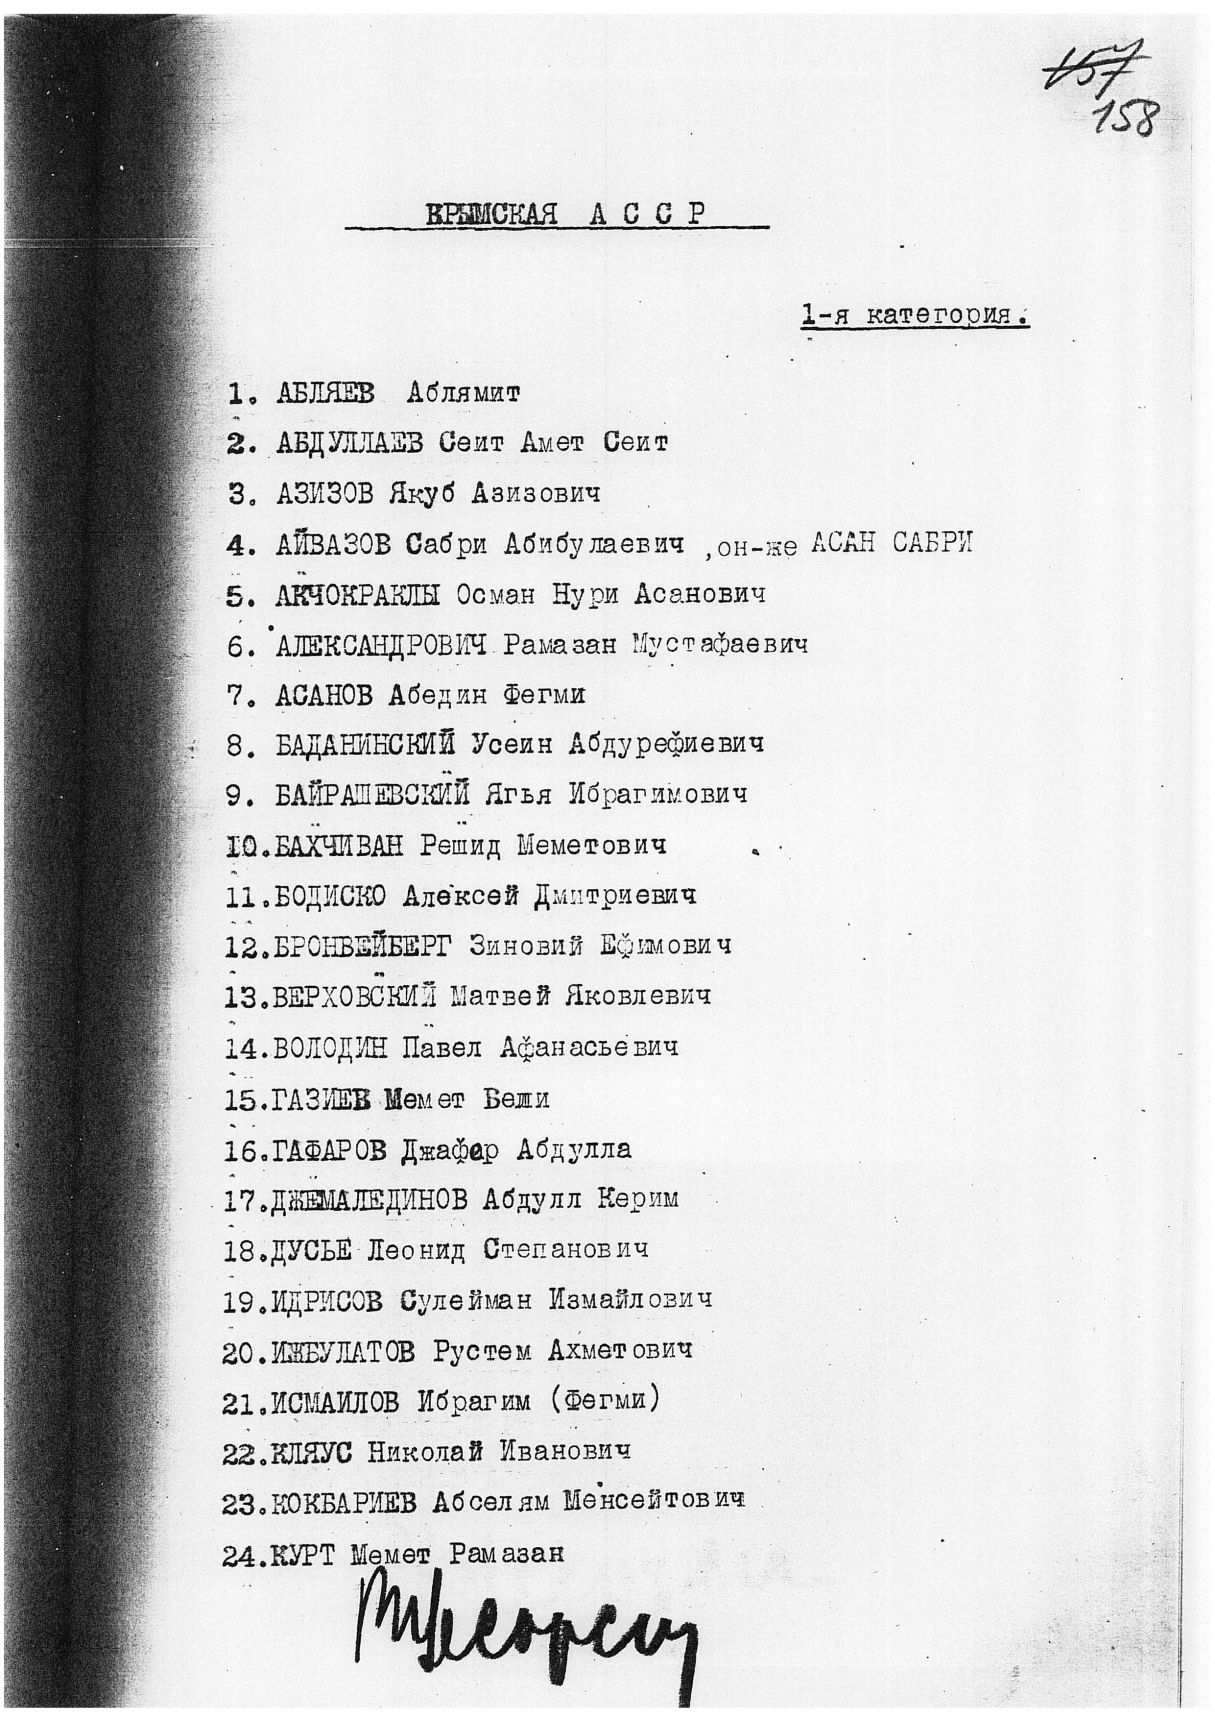 157
158
КРЫМСКАЯ А С С Р
1-я категория.
1. АБЛЯЕВ Аблямит
2. АБДУЛЛАЕВ Сеит Амет Сеит
3. АЗИЗОВ Якуб Азизович
4. АЙВАЗОВ Сабри Абибулаевич ,он-же АСАН САБРИ
5. АКЧОКРАКЛЫ Осман Нури Асанович
6. АЛЕКСАНДРОВИЧ Рамазан Мустафаевич
7. АСАНОВ Абедин Фегми
8. БАДАНИНСКИЙ Усеин Абдурефиевич
9. БАЙРАШЕВСКИЙ Ягья Ибрагимович
10.БАХЧИВАН Решид Меметович
11.БОДИСКО Алексей Дмитриевич
12.БРОНВЕЙБЕРГ Зиновий Ефимович
13.ВЕРХОВСКИЙ Матвей Яковлевич
14.ВОЛОДИН Павел Афанасьевич
15.ГАЗИЕВ Мемет Бекши
16.ГАФАРОВ Джафер Абдулла
17.ДЖЕМАЛЕДИНОВ Абдулл Керим
18.ДУСЬЕ Леонид Степанович
19.ИДРИСОВ Сулейман Измайлович
20.ИЖБУЛАТОВ Рустем Ахметович
21.ИСМАИЛОВ Ибрагим (Фегми)
22.КЛЯУС Николай Иванович
23.КОКБАРИЕВ Абселям Менсейтович
24.КУРТ Мемет Рамазан